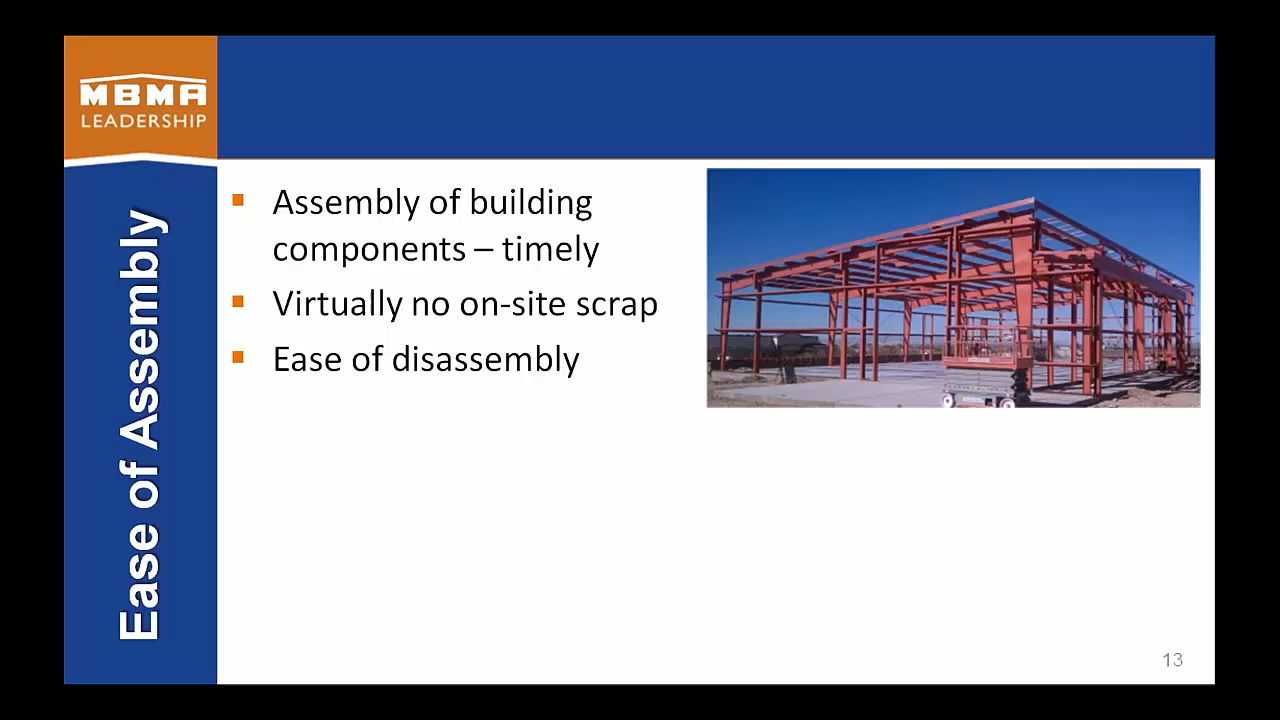 MBMA
LEADERSHIP
Ease of Assembly
Assembly of building
components – timely
Virtually no on-site scrap
Ease of disassembly
13